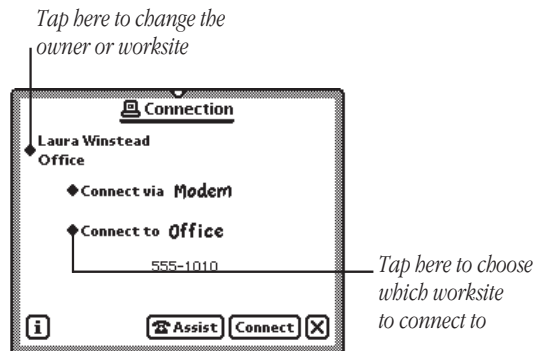 Tap here to change the
owner or worksite
Connection
Laura Winstead
Office
Connect via Modem
Connect to Office
555-1010
Tap here to choose
which worksite
to connect to
i
Assist
Connect
X